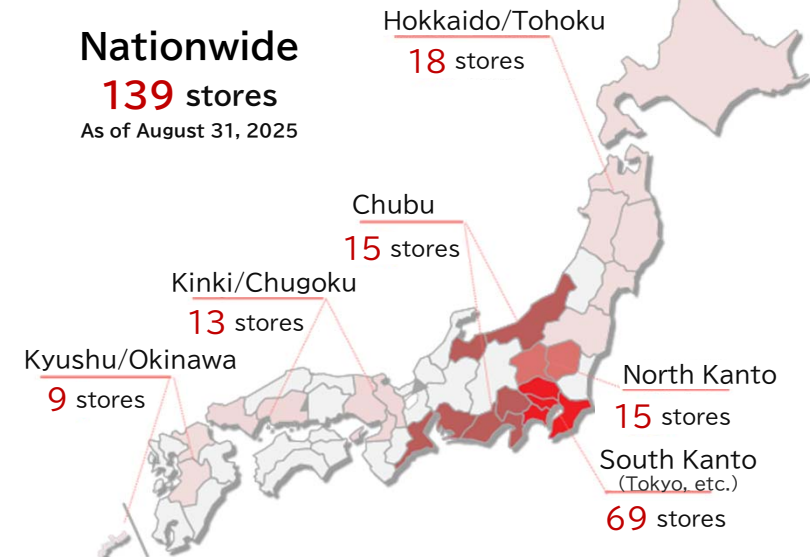 Nationwide
139 stores
As of August 31, 2025
Hokkaido/Tohoku
18 stores
Chubu
15 stores
Kinki/Chugoku
13 stores
Kyushu/Okinawa
9 stores
North Kanto
15 stores
South Kanto
(Tokyo, etc.)
69 stores